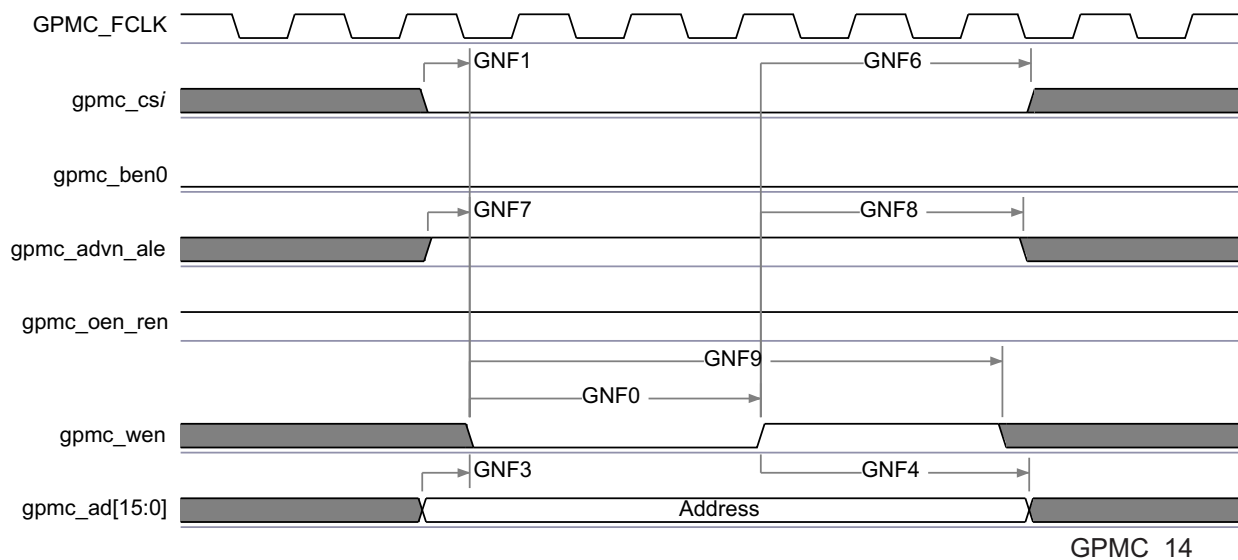 GPMC_FCLK
GNF1
GNF6
gpmc_csi
gpmc_ben0
GNF7
GNF8
gpmc_advn_ale
gpmc_oen_ren
GNF9
GNF0
gpmc_wen
GNF3
GNF4
gpmc_ad[15:0]
Address
GPMC_14